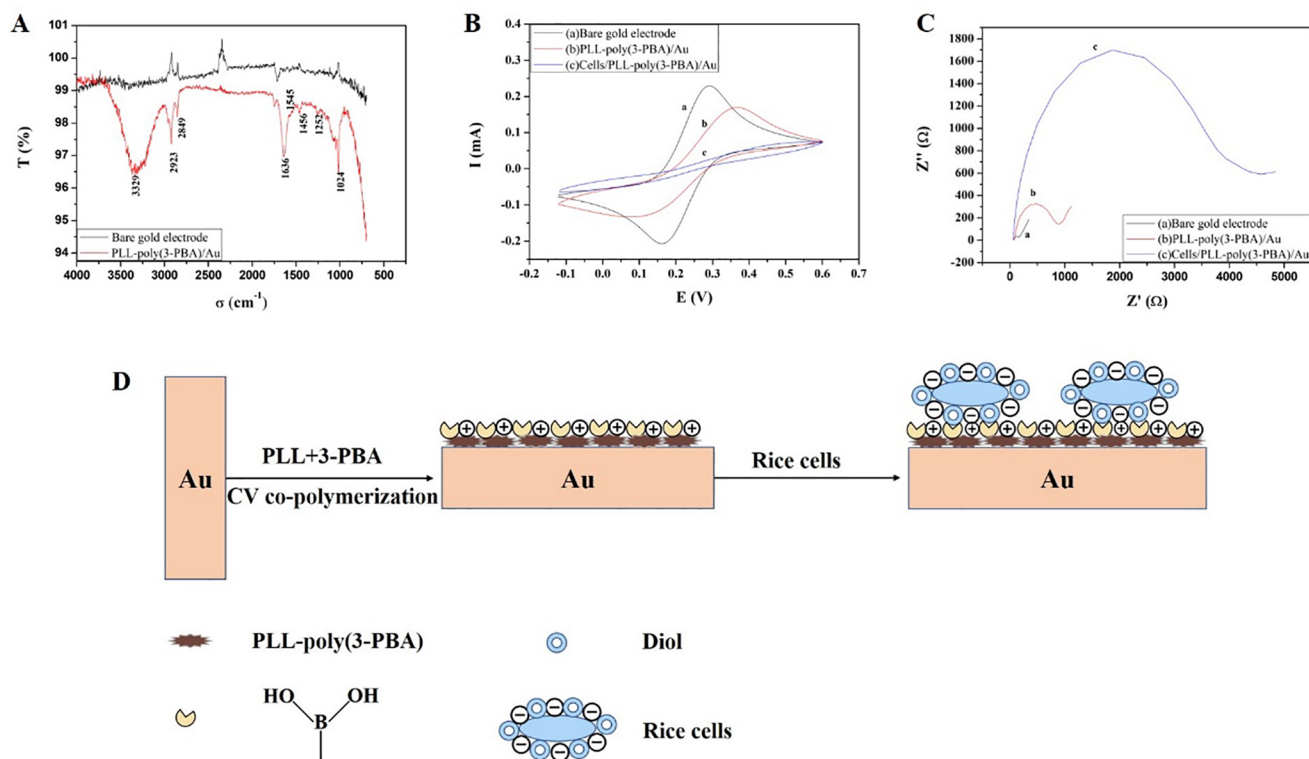 A
101
100
99
98
97
96
95
94
T (%)
3329
2923
2849
1636
1545
1456
1252
1024
Bare gold electrode
PLL-poly(3-PBA)/Au
4000 3500 3000 2500 2000 1500 1000 500
σ (cm-1)
B
0.4
0.3
0.2
0.1
0.0
-0.1
-0.2
I (mA)
(a)Bare gold electrode
(b)PLL-poly(3-PBA)/Au
(c)Cells/PLL-poly(3-PBA)/Au
a
b
c
-0.2 -0.1 0.0 0.1 0.2 0.3 0.4 0.5 0.6 0.7
E (V)
C
1800
1600
1400
1200
1000
800
600
400
200
0
-200
Z'' (Ω)
c
b
a
(a)Bare gold electrode
(b)PLL-poly(3-PBA)/Au
(c)Cells/PLL-poly(3-PBA)/Au
0 1000 2000 3000 4000 5000
Z' (Ω)
D
Au
PLL+3-PBA
CV co-polymerization
Au
Rice cells
Au
PLL-poly(3-PBA)
Diol
HO OH
B
Rice cells